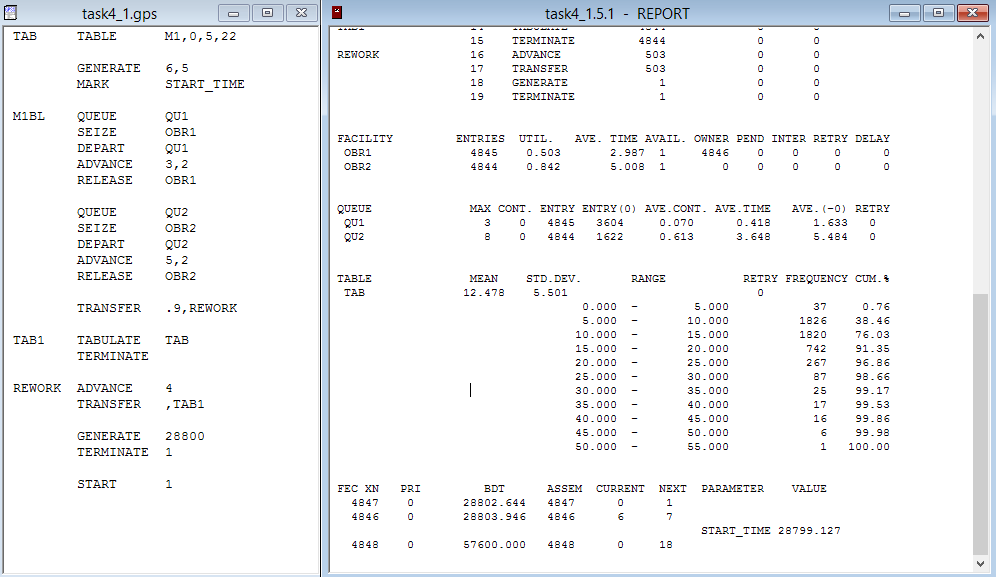 task4_1.gps
TAB TABLE M1,0,5,22
GENERATE 6,5
MARK START_TIME
M1BL QUEUE QU1
SEIZE OBR1
DEPART QU1
ADVANCE 3,2
RELEASE OBR1
QUEUE QU2
SEIZE OBR2
DEPART QU2
ADVANCE 5,2
RELEASE OBR2
TRANSFER .9,REWORK
TAB1 TABULATE TAB
TERMINATE
REWORK ADVANCE 4
TRANSFER ,TAB1
GENERATE 28800
TERMINATE 1
START 1
task4_1.5.1 - REPORT
15 TERMINATE 4844 0 0
REWORK 16 ADVANCE 503 0 0
17 TRANSFER 503 0 0
18 GENERATE 1 0 0
19 TERMINATE 1 0 0
FACILITY ENTRIES UTIL. AVE. TIME AVAIL. OWNER PEND INTER RETRY DELAY
OBR1 4845 0.503 2.987 1 4846 0 0 0 0
OBR2 4844 0.842 5.008 1 0 0 0 0 0
QUEUE MAX CONT. ENTRY ENTRY(0) AVE.CONT. AVE.TIME AVE.(-0) RETRY
QU1 3 0 4845 3604 0.070 0.418 1.633 0
QU2 8 0 4844 1622 0.613 3.648 5.484 0
TABLE MEAN STD.DEV. RANGE RETRY FREQUENCY CUM.%
TAB 12.478 5.501 0
0.000 - 5.000 37 0.76
5.000 - 10.000 1826 38.46
10.000 - 15.000 1820 76.03
15.000 - 20.000 742 91.35
20.000 - 25.000 267 96.86
25.000 - 30.000 87 98.66
30.000 - 35.000 25 99.17
35.000 - 40.000 17 99.53
40.000 - 45.000 16 99.86
45.000 - 50.000 6 99.98
50.000 - 55.000 1 100.00
FEC XN PRI BDT ASSEM CURRENT NEXT PARAMETER VALUE
4847 0 28802.644 4847 0 1
4846 0 28803.946 4846 6 7
START_TIME 28799.127
4848 0 57600.000 4848 0 18